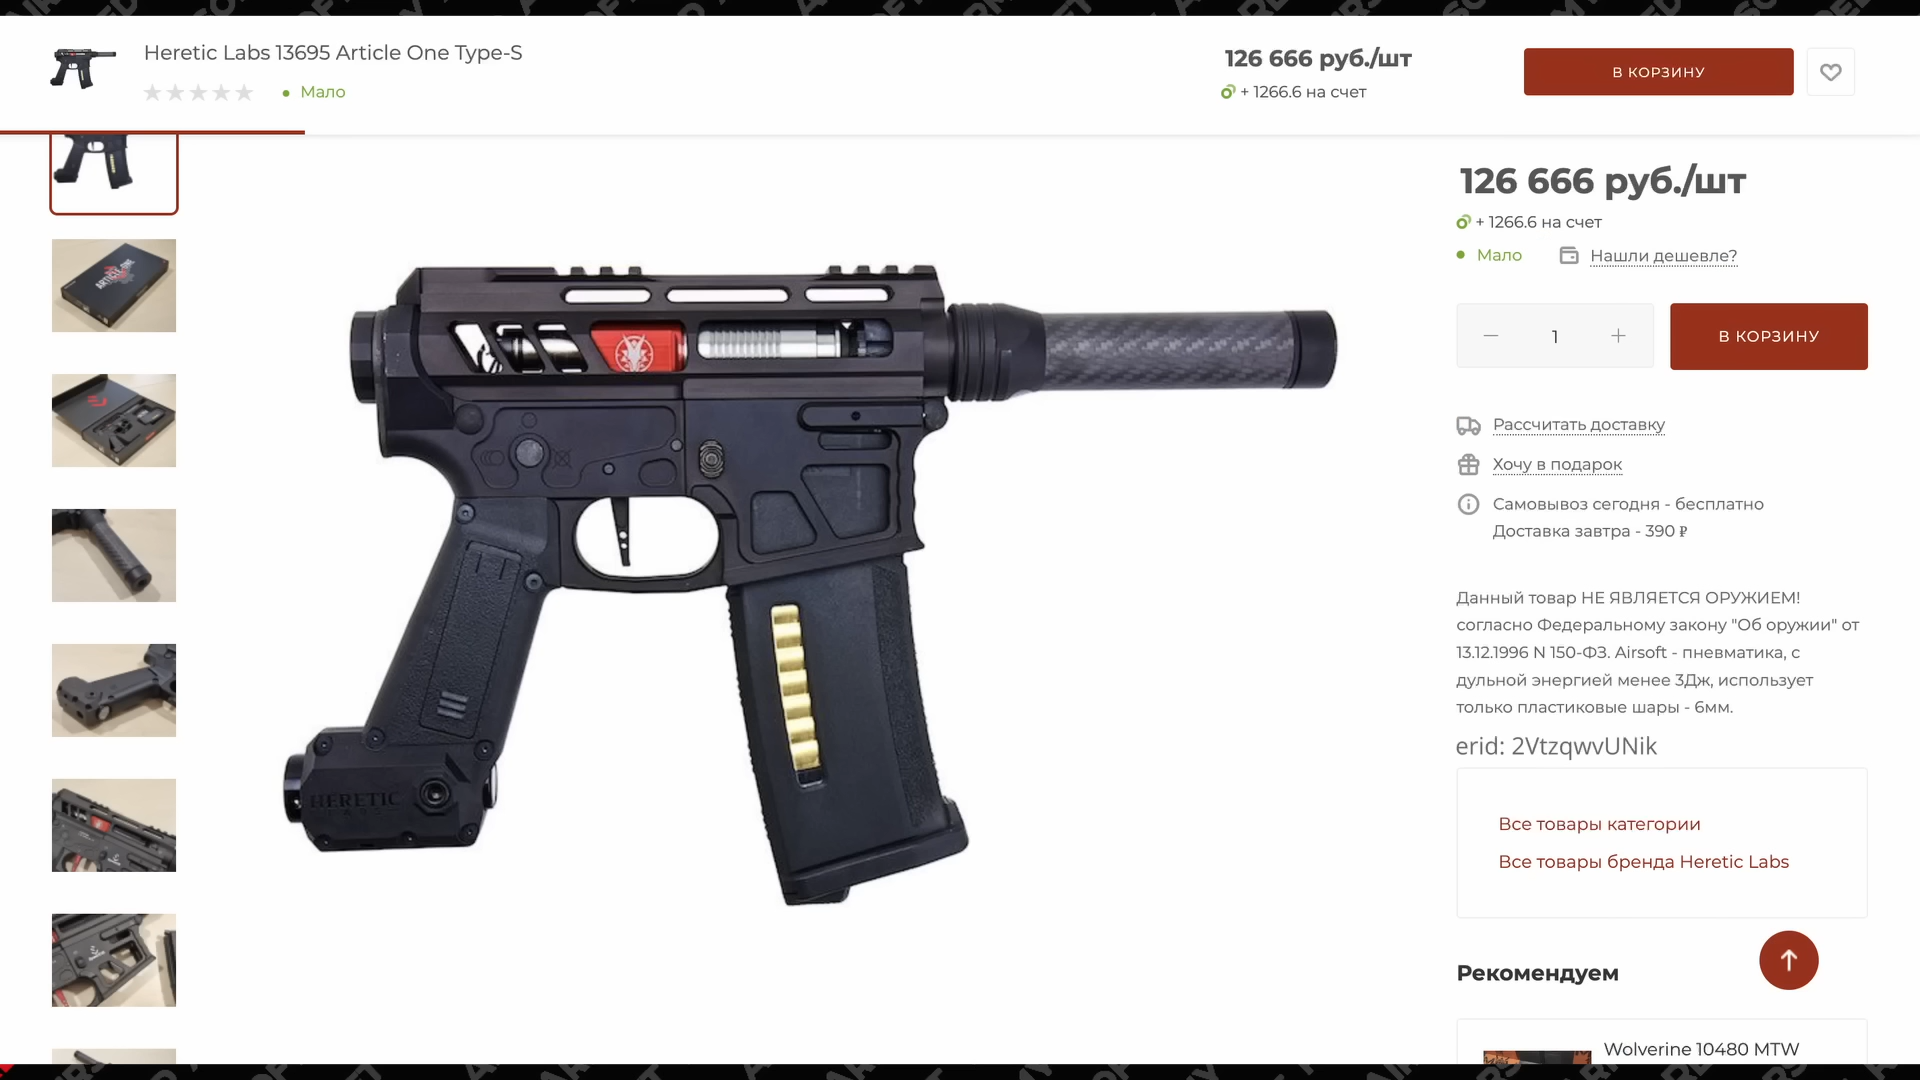 Heretic Labs 13695 Article One Type-S
Мало
126 666 руб./шт
+ 1266.6 на счет
В КОРЗИНУ
ARTICLE ONE
HERETIC
126 666 руб./шт
+ 1266.6 на счет
Мало
Нашли дешевле?
1
В КОРЗИНУ
Рассчитать доставку
Хочу в подарок
Самовывоз сегодня - бесплатно
Доставка завтра - 390 ₽
Данный товар НЕ ЯВЛЯЕТСЯ ОРУЖИЕМ!
согласно Федеральному закону "Об оружии" от
13.12.1996 N 150-ФЗ. Airsoft - пневматика, с
дульной энергией менее 3Дж, использует
только пластиковые шары - 6мм.
erid: 2VtzqwvUNik
Все товары категории
Все товары бренда Heretic Labs
Рекомендуем
Wolverine 10480 MTW